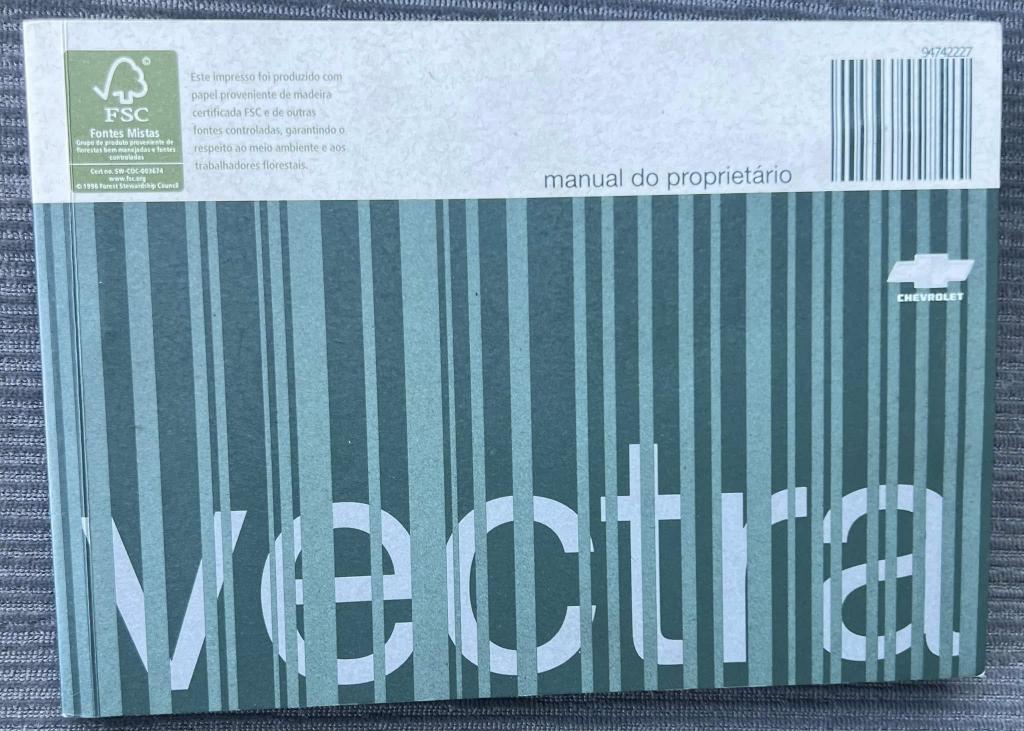 FSC
Fontes Mistas
Grupo de produto proveniente de
florestas bem manejadas e fontes
controladas
Cert no. SW-COC-003674
www.fsc.org
© 1996 Forest Stewardship Council
Este impresso foi produzido com
papel proveniente de madeira
certificada FSC e de outras
fontes controladas, garantindo o
respeito ao meio ambiente e aos
trabalhadores florestais.
94742227
manual do proprietário
CHEVROLET
vectra